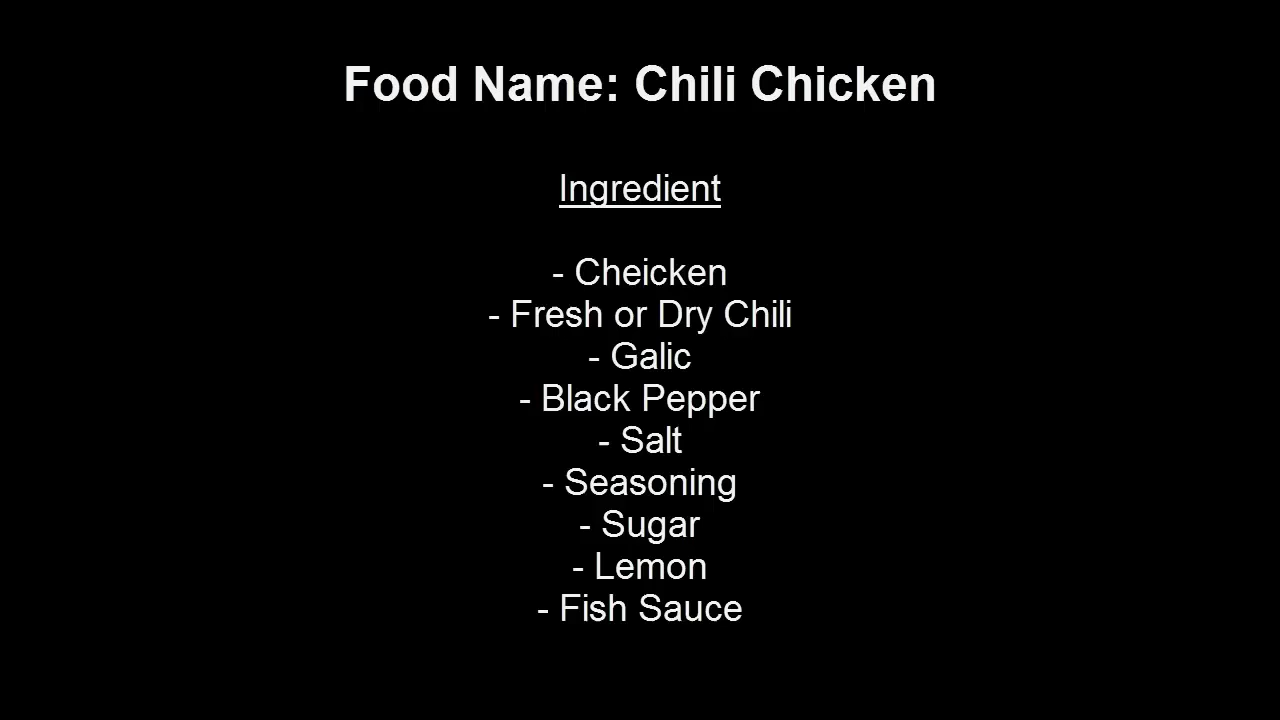 Food Name: Chili Chicken
Ingredient
- Cheicken
- Fresh or Dry Chili
- Galic
- Black Pepper
- Salt
- Seasoning
- Sugar
- Lemon
- Fish Sauce